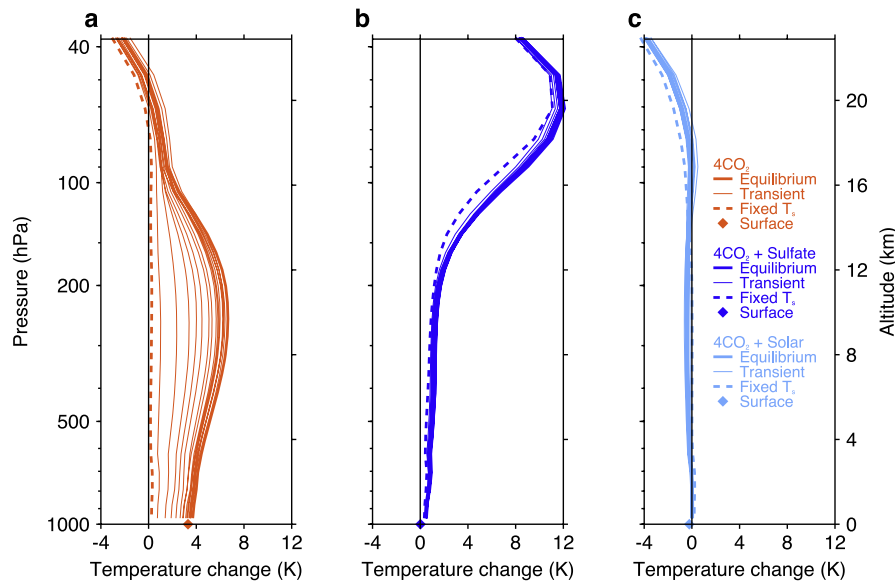 a
b
c
40
100
200
500
1000
Pressure (hPa)
-4 0 4 8 12
Temperature change (K)
-4 0 4 8 12
Temperature change (K)
4CO₂
Equilibrium
Transient
Fixed Tₛ
Surface
4CO₂ + Sulfate
Equilibrium
Transient
Fixed Tₛ
Surface
4CO₂ + Solar
Equilibrium
Transient
Fixed Tₛ
Surface
20
16
12
8
4
0
Altitude (km)
-4 0 4 8 12
Temperature change (K)